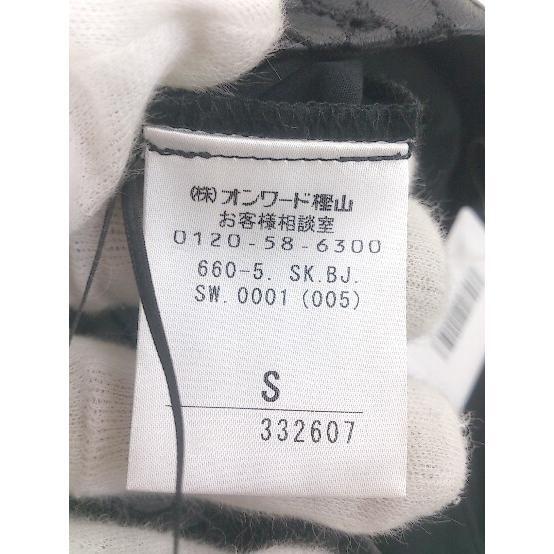 (株)オンワード樫山
お客様相談室
0120-58-6300
660-5. SK.BJ.
SW.0001(005)
S
332607